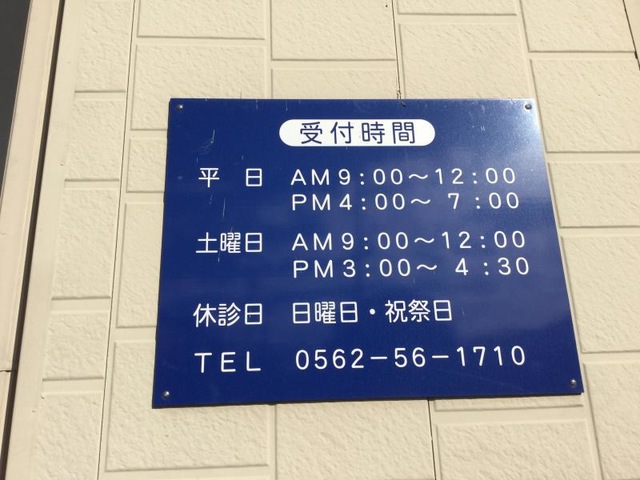 受付時間
平 日 AM9:00～12:00
PM4:00～ 7:00
土曜日 AM9:00～12:00
PM3:00～ 4:30
休診日 日曜日・祝祭日
TEL 0562-56-1710